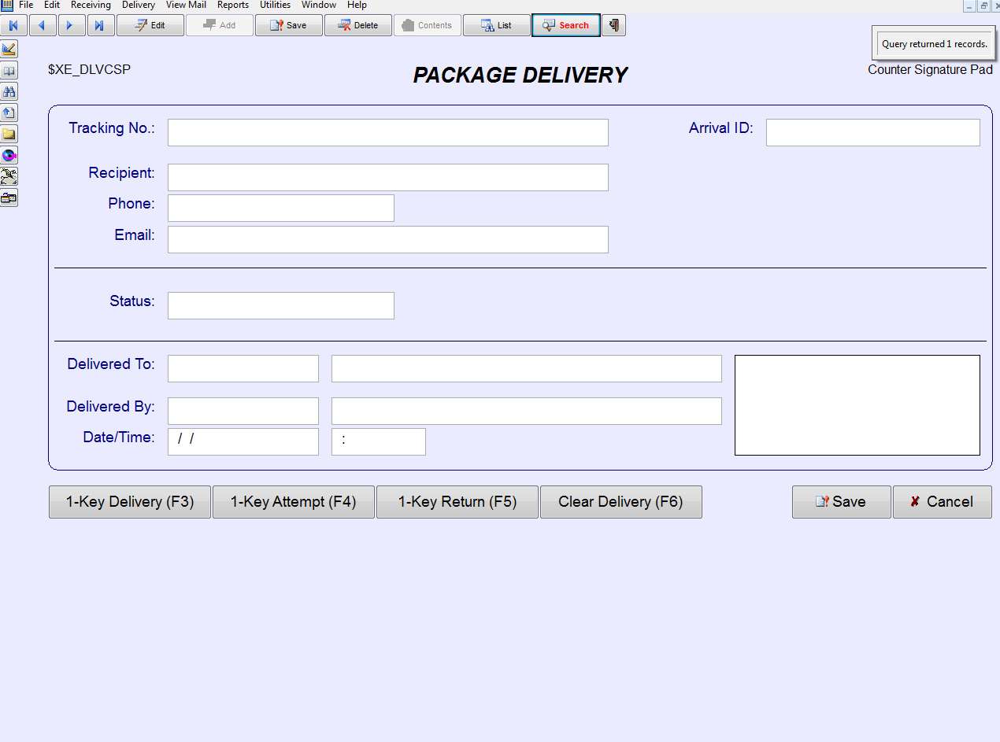 File Edit Receiving Delivery View Mail Reports Utilities Window Help
Edit Add Save Delete Contents List Search
Query returned 1 records.
$XE_DLVCSP
PACKAGE DELIVERY
Counter Signature Pad
Tracking No.: Arrival ID:
Recipient:
Phone:
Email:
Status:
Delivered To:
Delivered By:
Date/Time: / / :
1-Key Delivery (F3) 1-Key Attempt (F4) 1-Key Return (F5) Clear Delivery (F6) Save Cancel